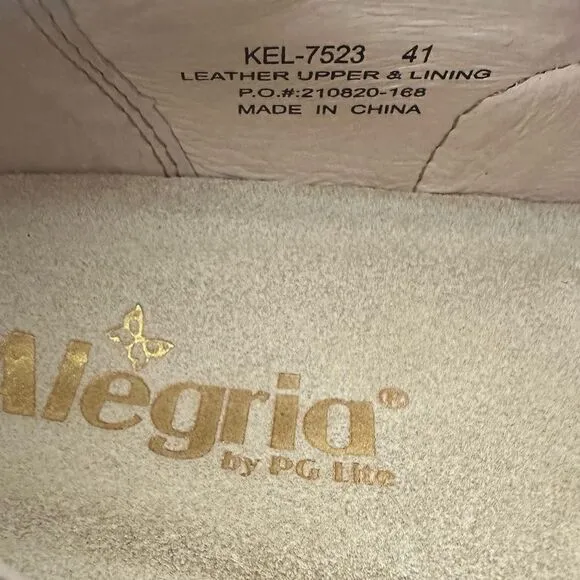 KEL-7523 41
LEATHER UPPER & LINING
P.O.#:210820-168
MADE IN CHINA
Alegria®
by PG Lite